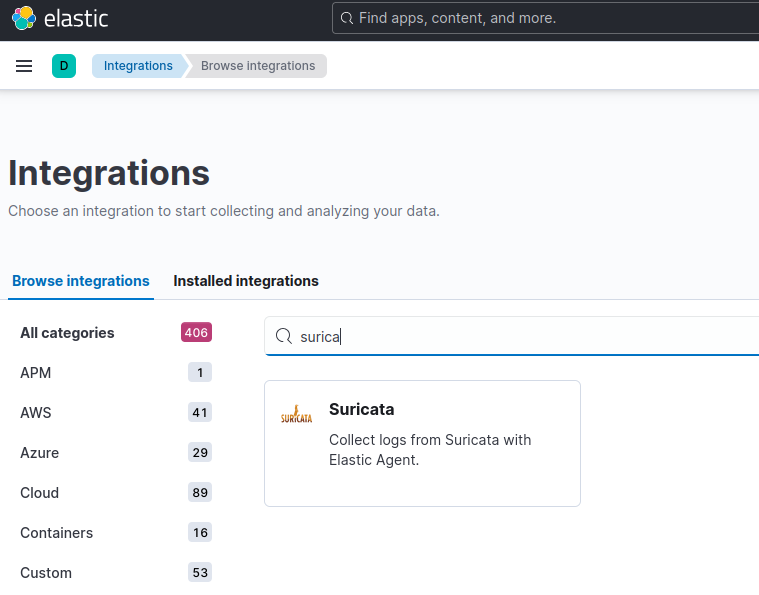 elastic
Find apps, content, and more.
D
Integrations
Browse integrations
Integrations
Choose an integration to start collecting and analyzing your data.
Browse integrations
Installed integrations
All categories 406
APM 1
AWS 41
Azure 29
Cloud 89
Containers 16
Custom 53
surica
SURICATA
Suricata
Collect logs from Suricata with
Elastic Agent.